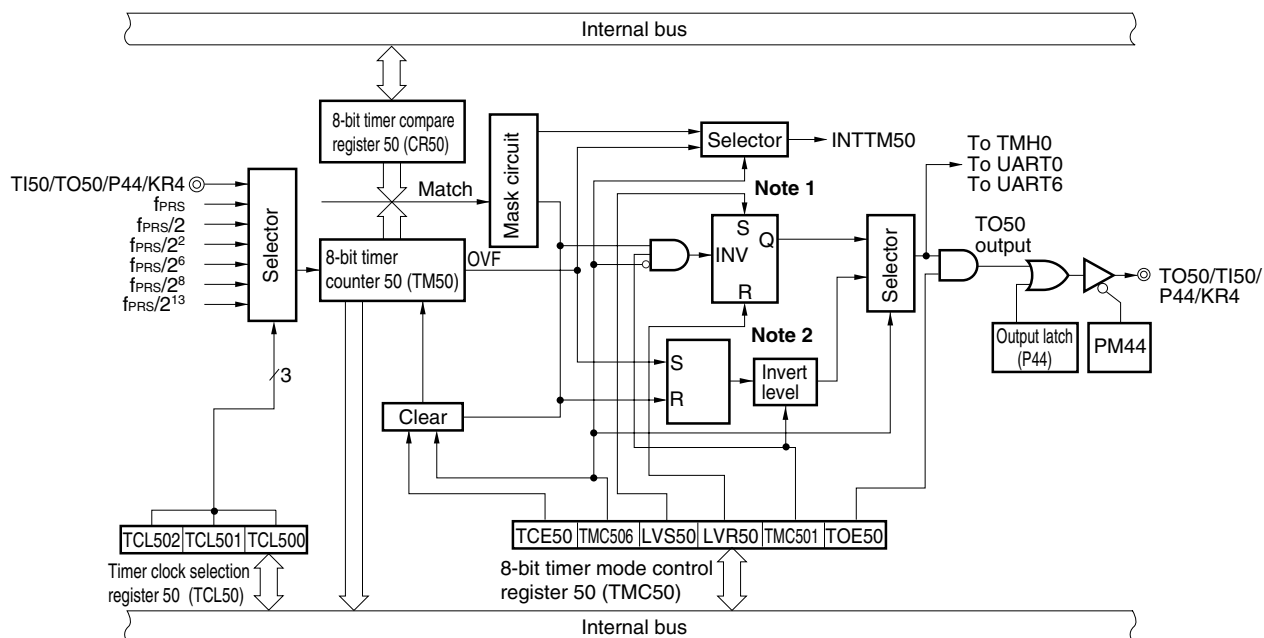 Internal bus
8-bit timer compare
register 50 (CR50)
Mask circuit
Selector
INTTM50
To TMH0
To UART0
To UART6
TI50/TO50/P44/KR4
fPRS
fPRS/2
fPRS/2²
fPRS/2⁶
fPRS/2⁸
fPRS/2¹³
Selector
Match
8-bit timer
counter 50 (TM50)
OVF
Note 1
S
INV
Q
R
Selector
TO50
output
TO50/TI50/
P44/KR4
Output latch
(P44)
PM44
Note 2
S
R
Invert
level
3
Clear
TCL502
TCL501
TCL500
Timer clock selection
register 50 (TCL50)
TCE50
TMC506
LVS50
LVR50
TMC501
TOE50
8-bit timer mode control
register 50 (TMC50)
Internal bus